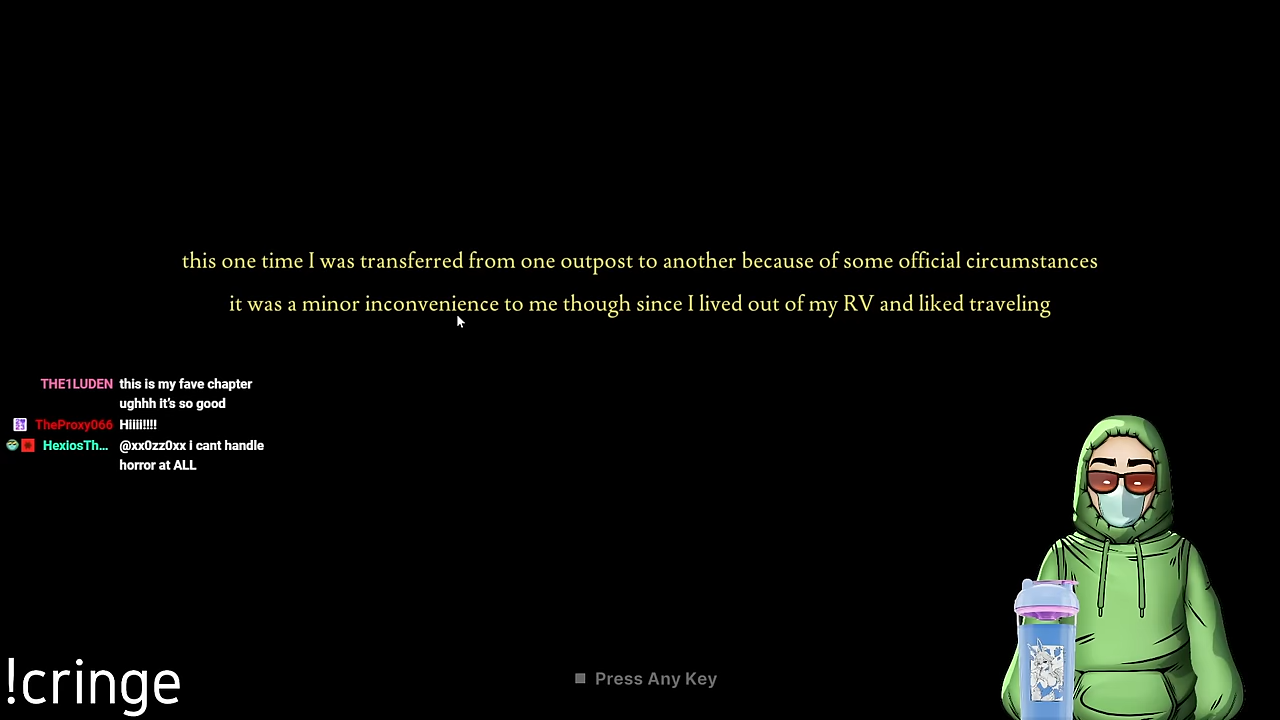 this one time I was transferred from one outpost to another because of some official circumstances
it was a minor inconvenience to me though since I lived out of my RV and liked traveling
THE1LUDEN this is my fave chapter
ughhh it's so good
TheProxy066 Hiiii!!!!
HexiosTh... @xx0zz0xx i cant handle
horror at ALL
!cringe
Press Any Key